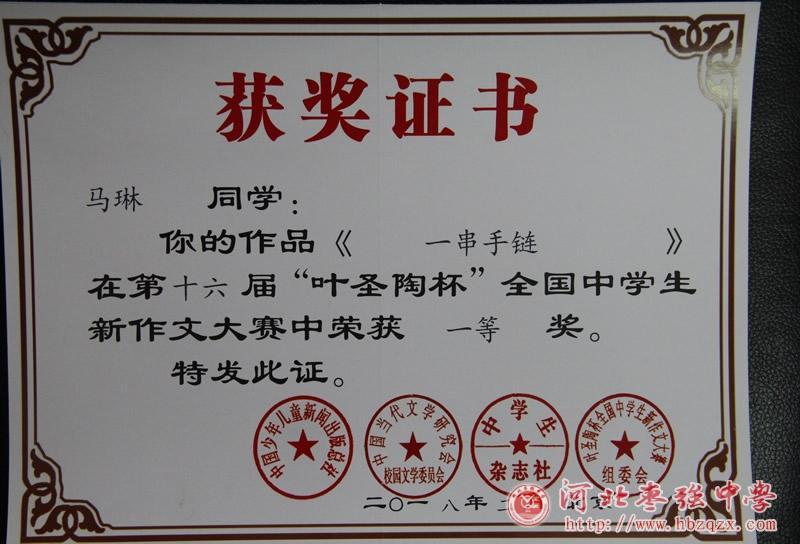 获奖证书
马琳 同学：
你的作品《 一串手链 》
在第十六届“叶圣陶杯”全国中学生
新作文大赛中荣获 一等 奖。
特发此证。
中国少年儿童新闻出版总社
中国当代文学研究会
校园文学委员会
中学生
杂志社
叶圣陶杯全国中学生新作文大赛
组委会
二〇一八年
河北枣强中学
http://www.hbzqzx.com